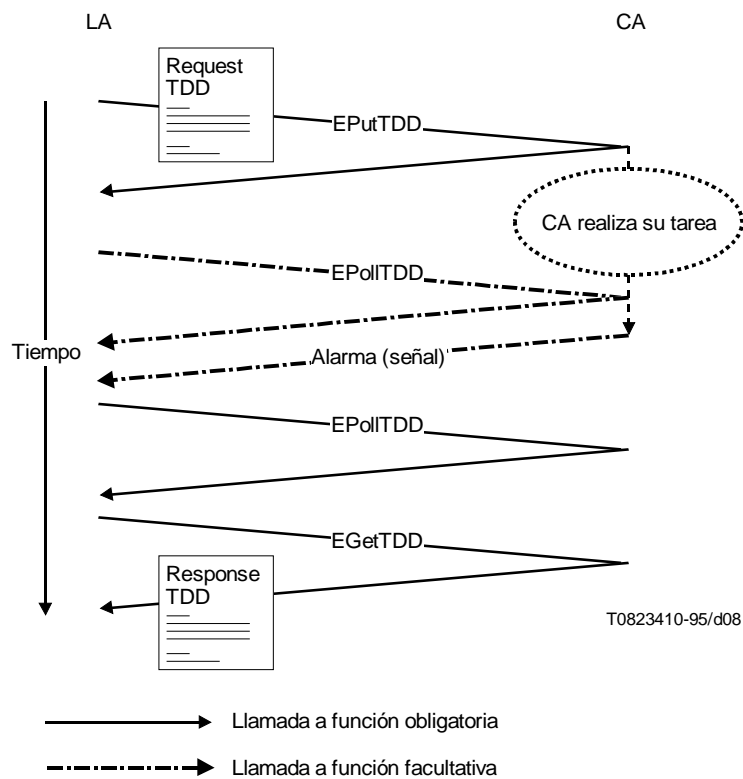 LA
CA
Request
TDD
EPutTDD
CA realiza su tarea
EPollTDD
Tiempo
Alarma (señal)
EPollTDD
EGetTDD
Response
TDD
T0823410-95/d08
Llamada a función obligatoria
Llamada a función facultativa